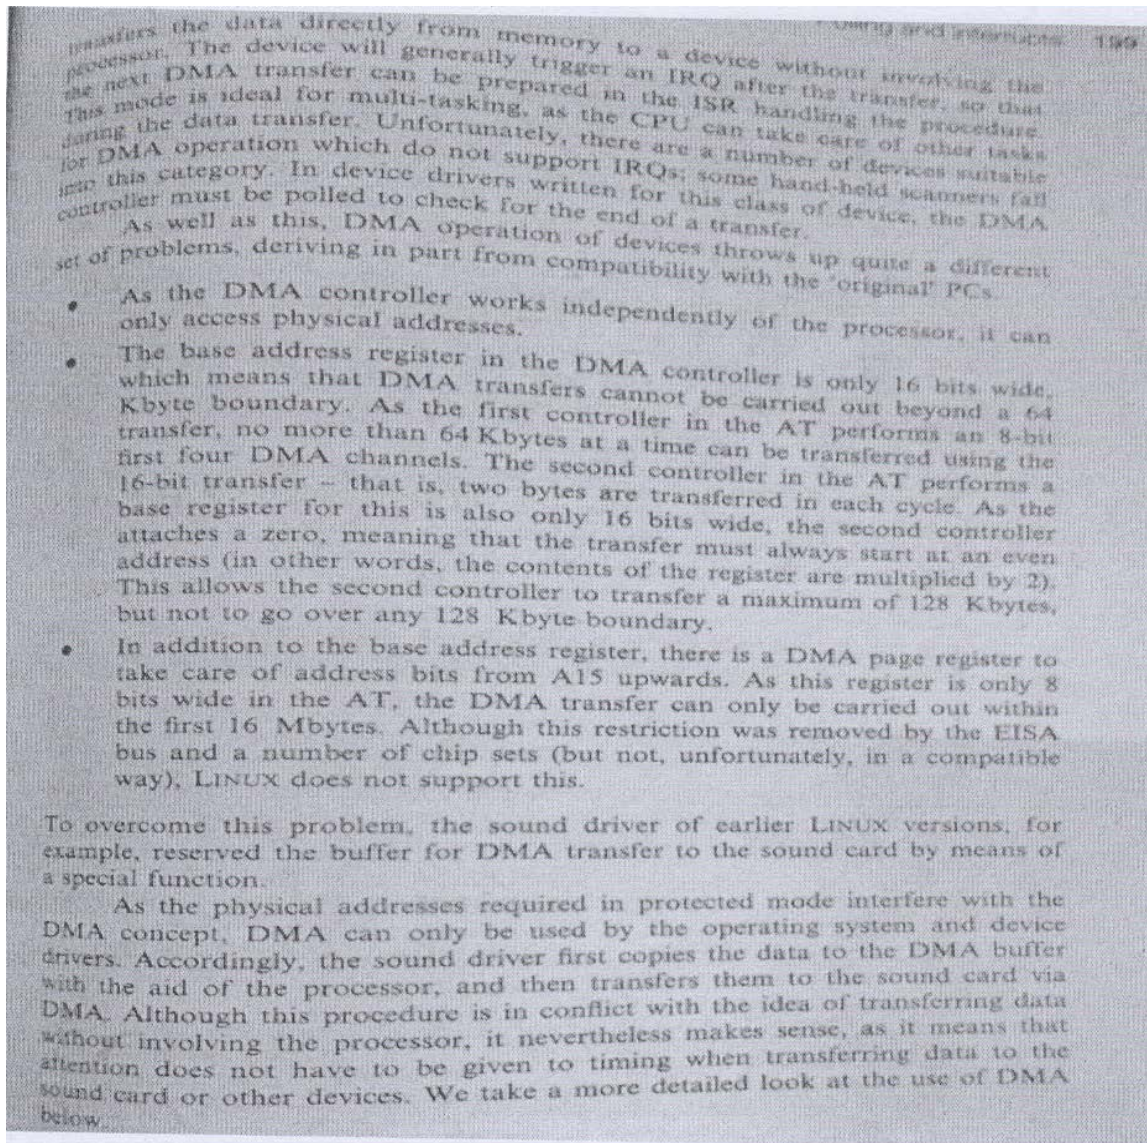 Polling and interrupts 199
transfers the data directly from memory to a device without involving the
processor. The device will generally trigger an IRQ after the transfer, so that
the next DMA transfer can be prepared in the ISR handling the procedure.
This mode is ideal for multi-tasking, as the CPU can take care of other tasks
during the data transfer. Unfortunately, there are a number of devices suitable
for DMA operation which do not support IRQs; some hand-held scanners fall
into this category. In device drivers written for this class of device, the DMA
controller must be polled to check for the end of a transfer.
As well as this, DMA operation of devices throws up quite a different
set of problems, deriving in part from compatibility with the 'original' PCs.
• As the DMA controller works independently of the processor, it can
only access physical addresses.
• The base address register in the DMA controller is only 16 bits wide,
which means that DMA transfers cannot be carried out beyond a 64
Kbyte boundary. As the first controller in the AT performs an 8-bit
transfer, no more than 64 Kbytes at a time can be transferred using the
first four DMA channels. The second controller in the AT performs a
16-bit transfer – that is, two bytes are transferred in each cycle. As the
base register for this is also only 16 bits wide, the second controller
attaches a zero, meaning that the transfer must always start at an even
address (in other words, the contents of the register are multiplied by 2).
This allows the second controller to transfer a maximum of 128 Kbytes,
but not to go over any 128 Kbyte boundary.
• In addition to the base address register, there is a DMA page register to
take care of address bits from A15 upwards. As this register is only 8
bits wide in the AT, the DMA transfer can only be carried out within
the first 16 Mbytes. Although this restriction was removed by the EISA
bus and a number of chip sets (but not, unfortunately, in a compatible
way), LINUX does not support this.
To overcome this problem, the sound driver of earlier LINUX versions, for
example, reserved the buffer for DMA transfer to the sound card by means of
a special function.
As the physical addresses required in protected mode interfere with the
DMA concept, DMA can only be used by the operating system and device
drivers. Accordingly, the sound driver first copies the data to the DMA buffer
with the aid of the processor, and then transfers them to the sound card via
DMA. Although this procedure is in conflict with the idea of transferring data
without involving the processor, it nevertheless makes sense, as it means that
attention does not have to be given to timing when transferring data to the
sound card or other devices. We take a more detailed look at the use of DMA
below.